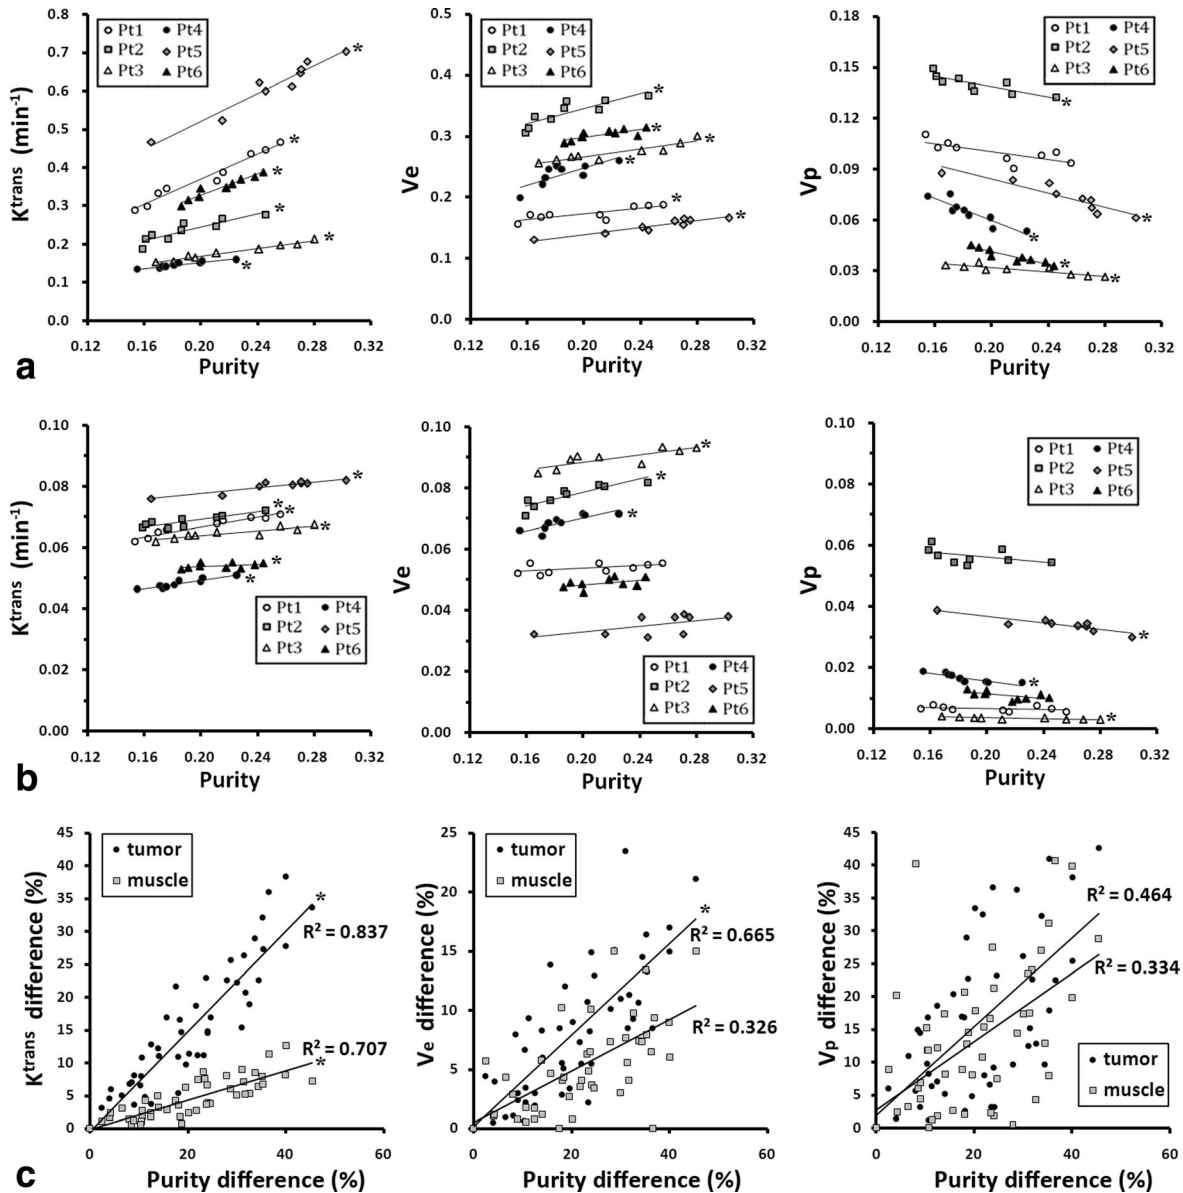 0.8
0.7
0.6
0.5
0.4
0.3
0.2
0.1
0.0
K^trans (min^-1)
Pt1 Pt4
Pt2 Pt5
Pt3 Pt6
*
*
*
*
*
*
0.12 0.16 0.20 0.24 0.28 0.32
Purity
0.5
0.4
0.3
0.2
0.1
0.0
Ve
Pt1 Pt4
Pt2 Pt5
Pt3 Pt6
*
*
*
*
*
*
0.12 0.16 0.20 0.24 0.28 0.32
Purity
0.18
0.15
0.12
0.09
0.06
0.03
0.00
Vp
Pt1 Pt4
Pt2 Pt5
Pt3 Pt6
*
*
*
*
*
*
0.12 0.16 0.20 0.24 0.28 0.32
Purity
a
0.10
0.08
0.06
0.04
0.02
0.00
K^trans (min^-1)
*
*
*
*
*
*
Pt1 Pt4
Pt2 Pt5
Pt3 Pt6
0.12 0.16 0.20 0.24 0.28 0.32
Purity
0.10
0.08
0.06
0.04
0.02
0.00
Ve
*
*
*
Pt1 Pt4
Pt2 Pt5
Pt3 Pt6
0.12 0.16 0.20 0.24 0.28 0.32
Purity
0.10
0.08
0.06
0.04
0.02
0.00
Vp
Pt1 Pt4
Pt2 Pt5
Pt3 Pt6
*
*
*
0.12 0.16 0.20 0.24 0.28 0.32
Purity
b
45
40
35
30
25
20
15
10
5
0
K^trans difference (%)
tumor
muscle
*
R² = 0.837
R² = 0.707
*
0 20 40 60
Purity difference (%)
25
20
15
10
5
0
Ve difference (%)
tumor
muscle
*
R² = 0.665
R² = 0.326
0 20 40 60
Purity difference (%)
45
40
35
30
25
20
15
10
5
0
Vp difference (%)
R² = 0.464
R² = 0.334
tumor
muscle
0 20 40 60
Purity difference (%)
c